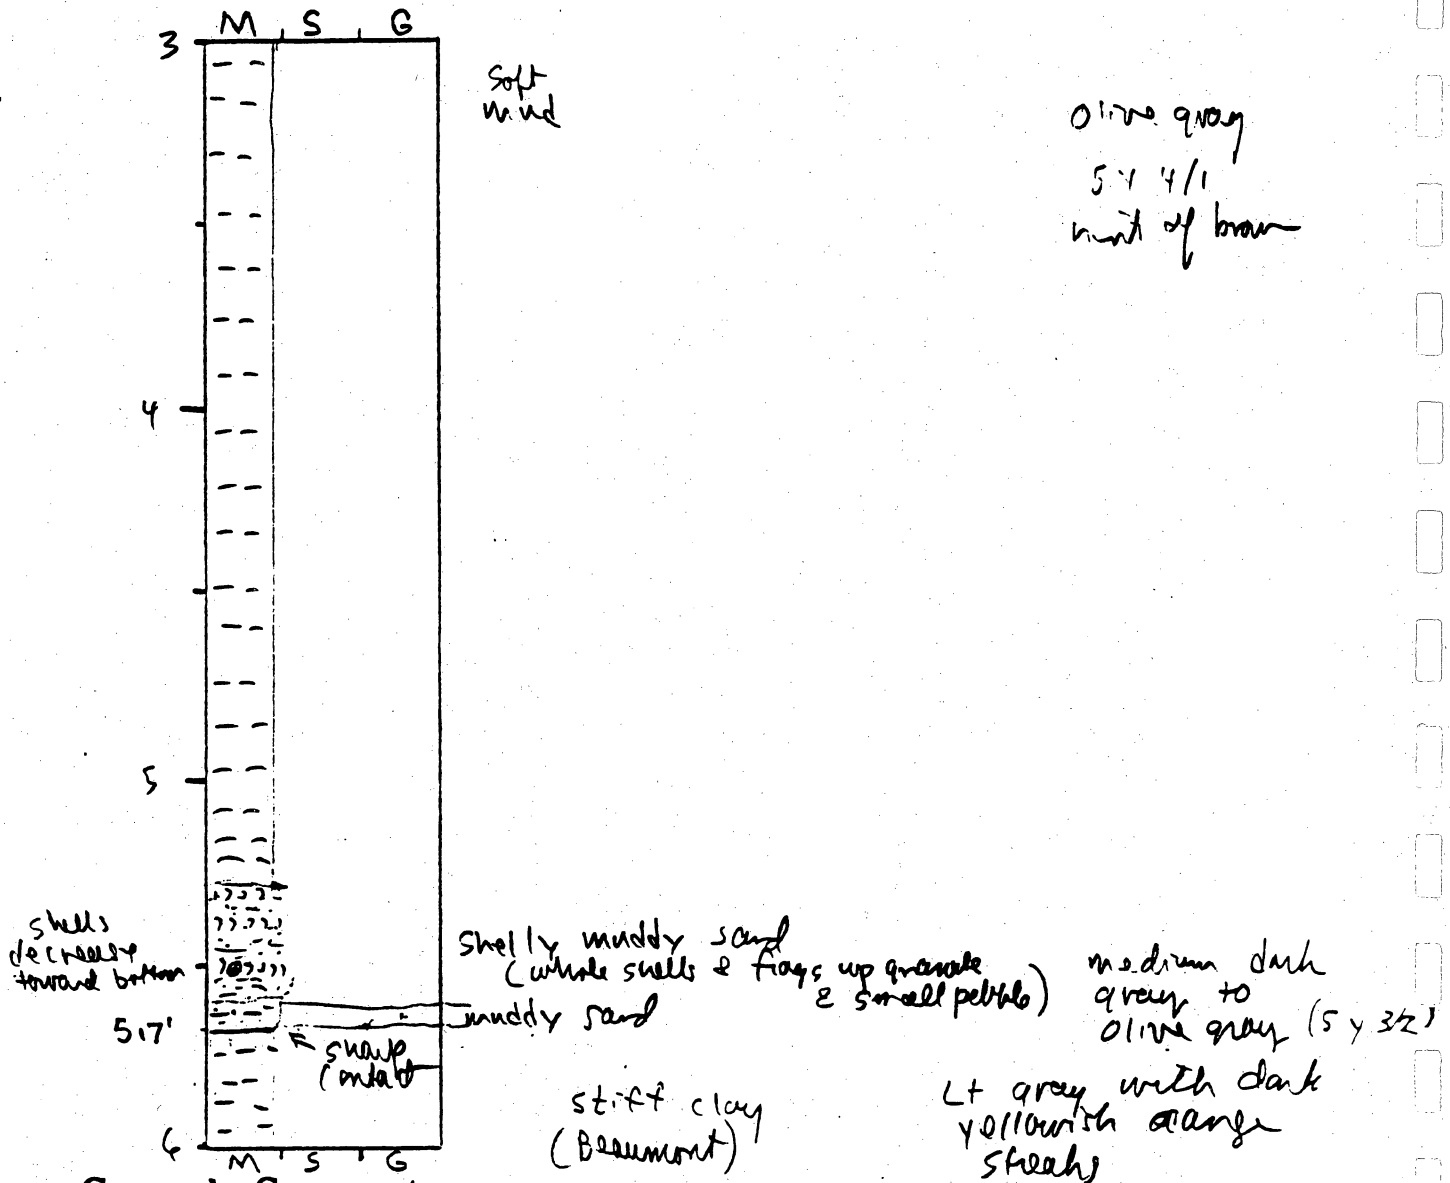 M S G
3
Soft
mud
olive gray
5 Y 4/1
hint of brown
4
5
shells
decrease
toward bottom
shelly muddy sand
(whole shells & frags up granule
& small pebble)
medium dark
gray to
olive gray (5 y 3/2)
muddy sand
5.7'
sharp
contact
stiff clay
(Beaumont)
Lt gray with dark
yellowish orange
streaks
6
M S G